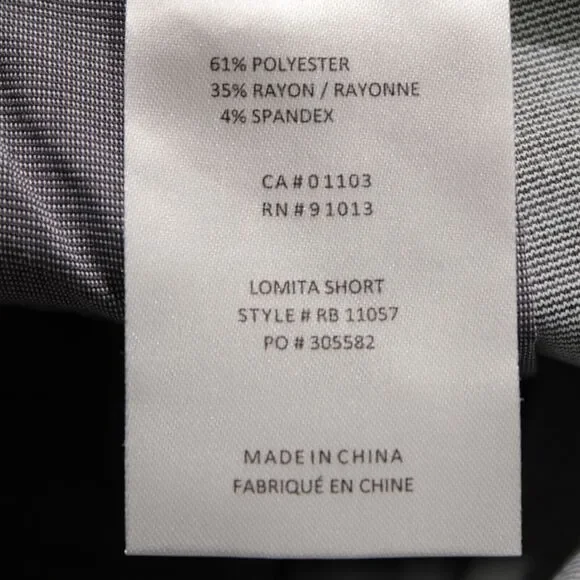 61% POLYESTER
35% RAYON / RAYONNE
4% SPANDEX
CA # 01103
RN # 91013
LOMITA SHORT
STYLE # RB 11057
PO # 305582
MADE IN CHINA
FABRIQUÉ EN CHINE